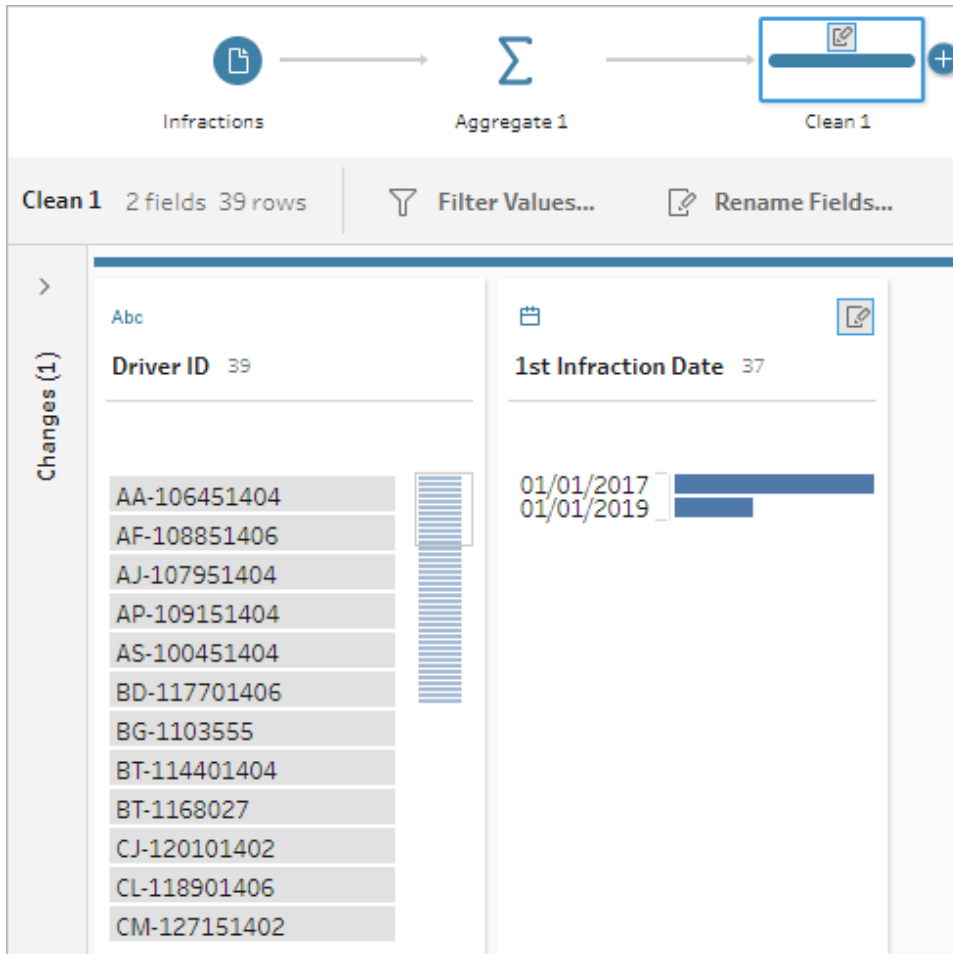 Infractions
Aggregate 1
Clean 1
Clean 1 2 fields 39 rows
Filter Values...
Rename Fields...
Changes (1)
Abc
Driver ID 39
AA-106451404
AF-108851406
AJ-107951404
AP-109151404
AS-100451404
BD-117701406
BG-1103555
BT-114401404
BT-1168027
CJ-120101402
CL-118901406
CM-127151402
1st Infraction Date 37
01/01/2017
01/01/2019